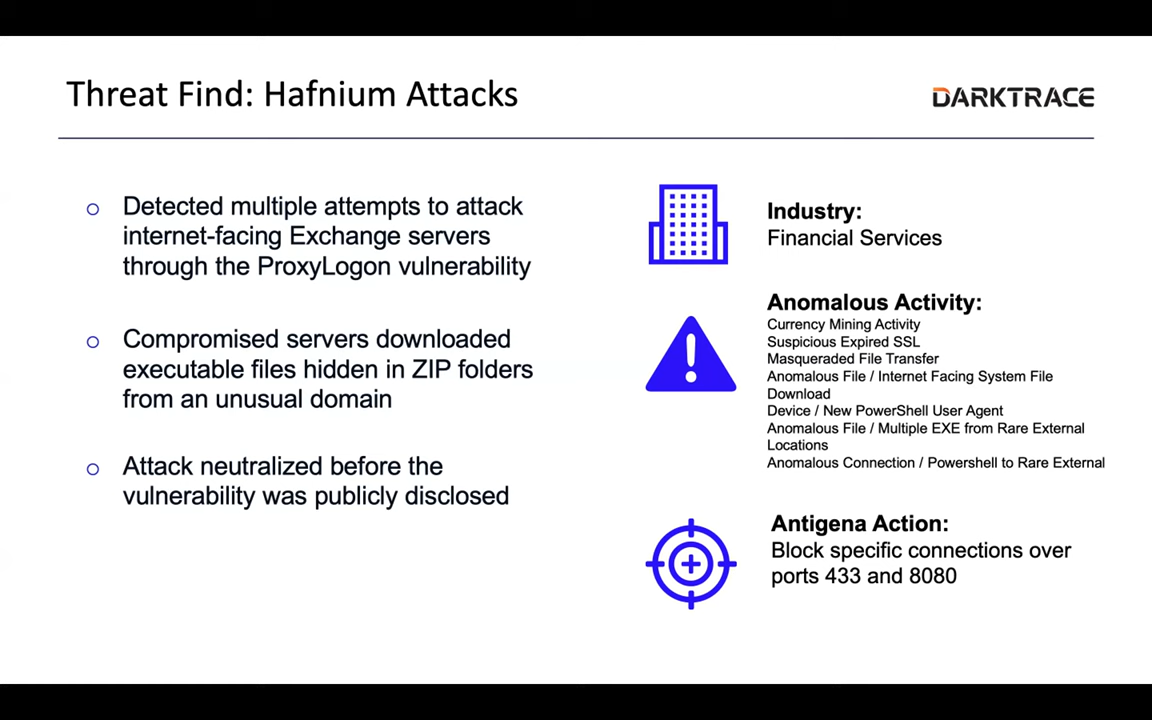 Threat Find: Hafnium Attacks
DARKTRACE
Detected multiple attempts to attack
internet-facing Exchange servers
through the ProxyLogon vulnerability
Compromised servers downloaded
executable files hidden in ZIP folders
from an unusual domain
Attack neutralized before the
vulnerability was publicly disclosed
Industry:
Financial Services
Anomalous Activity:
Currency Mining Activity
Suspicious Expired SSL
Masqueraded File Transfer
Anomalous File / Internet Facing System File
Download
Device / New PowerShell User Agent
Anomalous File / Multiple EXE from Rare External
Locations
Anomalous Connection / Powershell to Rare External
Antigena Action:
Block specific connections over
ports 433 and 8080